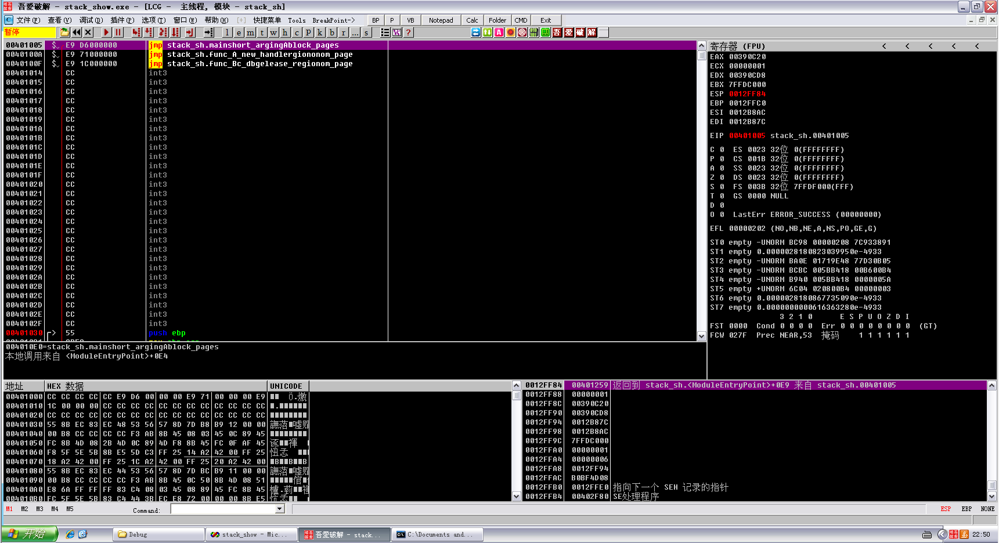 吾愛破解 - stack_show.exe - [LCG -  主线程, 模块 - stack_sh]
文件(F) 查看(V) 调试(D) 插件(P) 选项(T) 窗口(W) 帮助(H) [+] 快捷菜单 Tools BreakPoint-> BP P VB Notepad Calc Folder CMD Exit
暂停 l e m t w h c p k b r ... s ? 吾 爱 破 解
00401005 $ E9 D6000000 jmp stack_sh.mainshort_argingAblock_pages
0040100A $ E9 71000000 jmp stack_sh.func_A_new_handlergiononom_page
0040100F $ E9 1C000000 jmp stack_sh.func_Bc_dbgelease_regionom_page
00401014 CC int3
00401015 CC int3
00401016 CC int3
00401017 CC int3
00401018 CC int3
00401019 CC int3
0040101A CC int3
0040101B CC int3
0040101C CC int3
0040101D CC int3
0040101E CC int3
0040101F CC int3
00401020 CC int3
00401021 CC int3
00401022 CC int3
00401023 CC int3
00401024 CC int3
00401025 CC int3
00401026 CC int3
00401027 CC int3
00401028 CC int3
00401029 CC int3
0040102A CC int3
0040102B CC int3
0040102C CC int3
0040102D CC int3
0040102E CC int3
0040102F CC int3
00401030 > 55 push ebp
004010E0=stack_sh.mainshort_argingAblock_pages
本地调用来自 <ModuleEntryPoint>+0E4
寄存器 (FPU) < < < < <
EAX 00390C20
ECX 00000001
EDX 00390CD8
EBX 7FFDC000
ESP 0012FF84
EBP 0012FFC0
ESI 0012B8AC
EDI 0012B87C
EIP 00401005 stack_sh.00401005
C 0 ES 0023 32位 0(FFFFFFFF)
P 0 CS 001B 32位 0(FFFFFFFF)
A 0 SS 0023 32位 0(FFFFFFFF)
Z 0 DS 0023 32位 0(FFFFFFFF)
S 0 FS 003B 32位 7FFDF000(FFF)
T 0 GS 0000 NULL
D 0
O 0 LastErr ERROR_SUCCESS (00000000)
EFL 00000202 (NO,NB,NE,A,NS,PO,GE,G)
ST0 empty -UNORM BC98 00000208 7C933891
ST1 empty 0.0000028180823039950e-4933
ST2 empty -UNORM BA0E 01719E48 77D30B05
ST3 empty -UNORM BCBC 005BB418 00B600B4
ST4 empty -UNORM B940 005BB418 0000005A
ST5 empty +UNORM 6C04 020800B4 00000003
ST6 empty 0.0000028180867735090e-4933
ST7 empty 0.0000000000616363280e-4933
3 2 1 0 E S P U O Z D I
FST 0000 Cond 0 0 0 0 Err 0 0 0 0 0 0 0 0 (GT)
FCW 027F Prec NEAR,53 掩码 1 1 1 1 1 1
地址 HEX 数据 UNICODE
00401000 CC CC CC CC CC E9 D6 00 00 00 E9 71 00 00 00 E9
00401010 1C 00 00 00 CC CC CC CC CC CC CC CC CC CC CC CC
00401020 CC CC CC CC CC CC CC CC CC CC CC CC CC CC CC CC
00401030 55 8B EC 83 EC 48 53 56 57 8D 7D B8 B9 12 00 00
00401040 00 B8 CC CC CC CC F3 AB 8B 45 08 03 45 0C 89 45
00401050 FC 8B 4D 08 2B 4D 0C 89 4D F8 8B 45 FC 0F AF 45
00401060 F8 5F 5E 5B 8B E5 5D C3 FF 25 14 A2 42 00 FF 25
00401070 18 A2 42 00 FF 25 1C A2 42 00 FF 25 20 A2 42 00
00401080 55 8B EC 83 EC 44 53 56 57 8D 7D BC B9 11 00 00
00401090 00 B8 CC CC CC CC F3 AB 8B 45 0C 50 8B 4D 08 51
004010A0 E8 6A FF FF FF 83 C4 08 03 45 08 89 45 FC 8B 45
004010B0 FC 5F 5E 5B 83 C4 44 3B EC E8 72 00 00 00 8B E5
0012FF84 00401259 返回到 stack_sh.<ModuleEntryPoint>+0E9 来自 stack_sh.00401005
0012FF88 00000001
0012FF8C 00390C20
0012FF90 00390CD8
0012FF94 0012B87C
0012FF98 0012B8AC
0012FF9C 7FFDC000
0012FFA0 00000001
0012FFA4 00000006
0012FFA8 0012FF94
0012FFAC B0BF4D08
0012FFB0 0012FFE0 指向下一个 SEH 记录的指针
0012FFB4 00402F80 SE处理程序
M1 M2 M3 M4 M5 Command: ESP EBP NONE
开始 Debug stack_show - Mic... 吾愛破解 - stack... C:\Documents and... 22:50